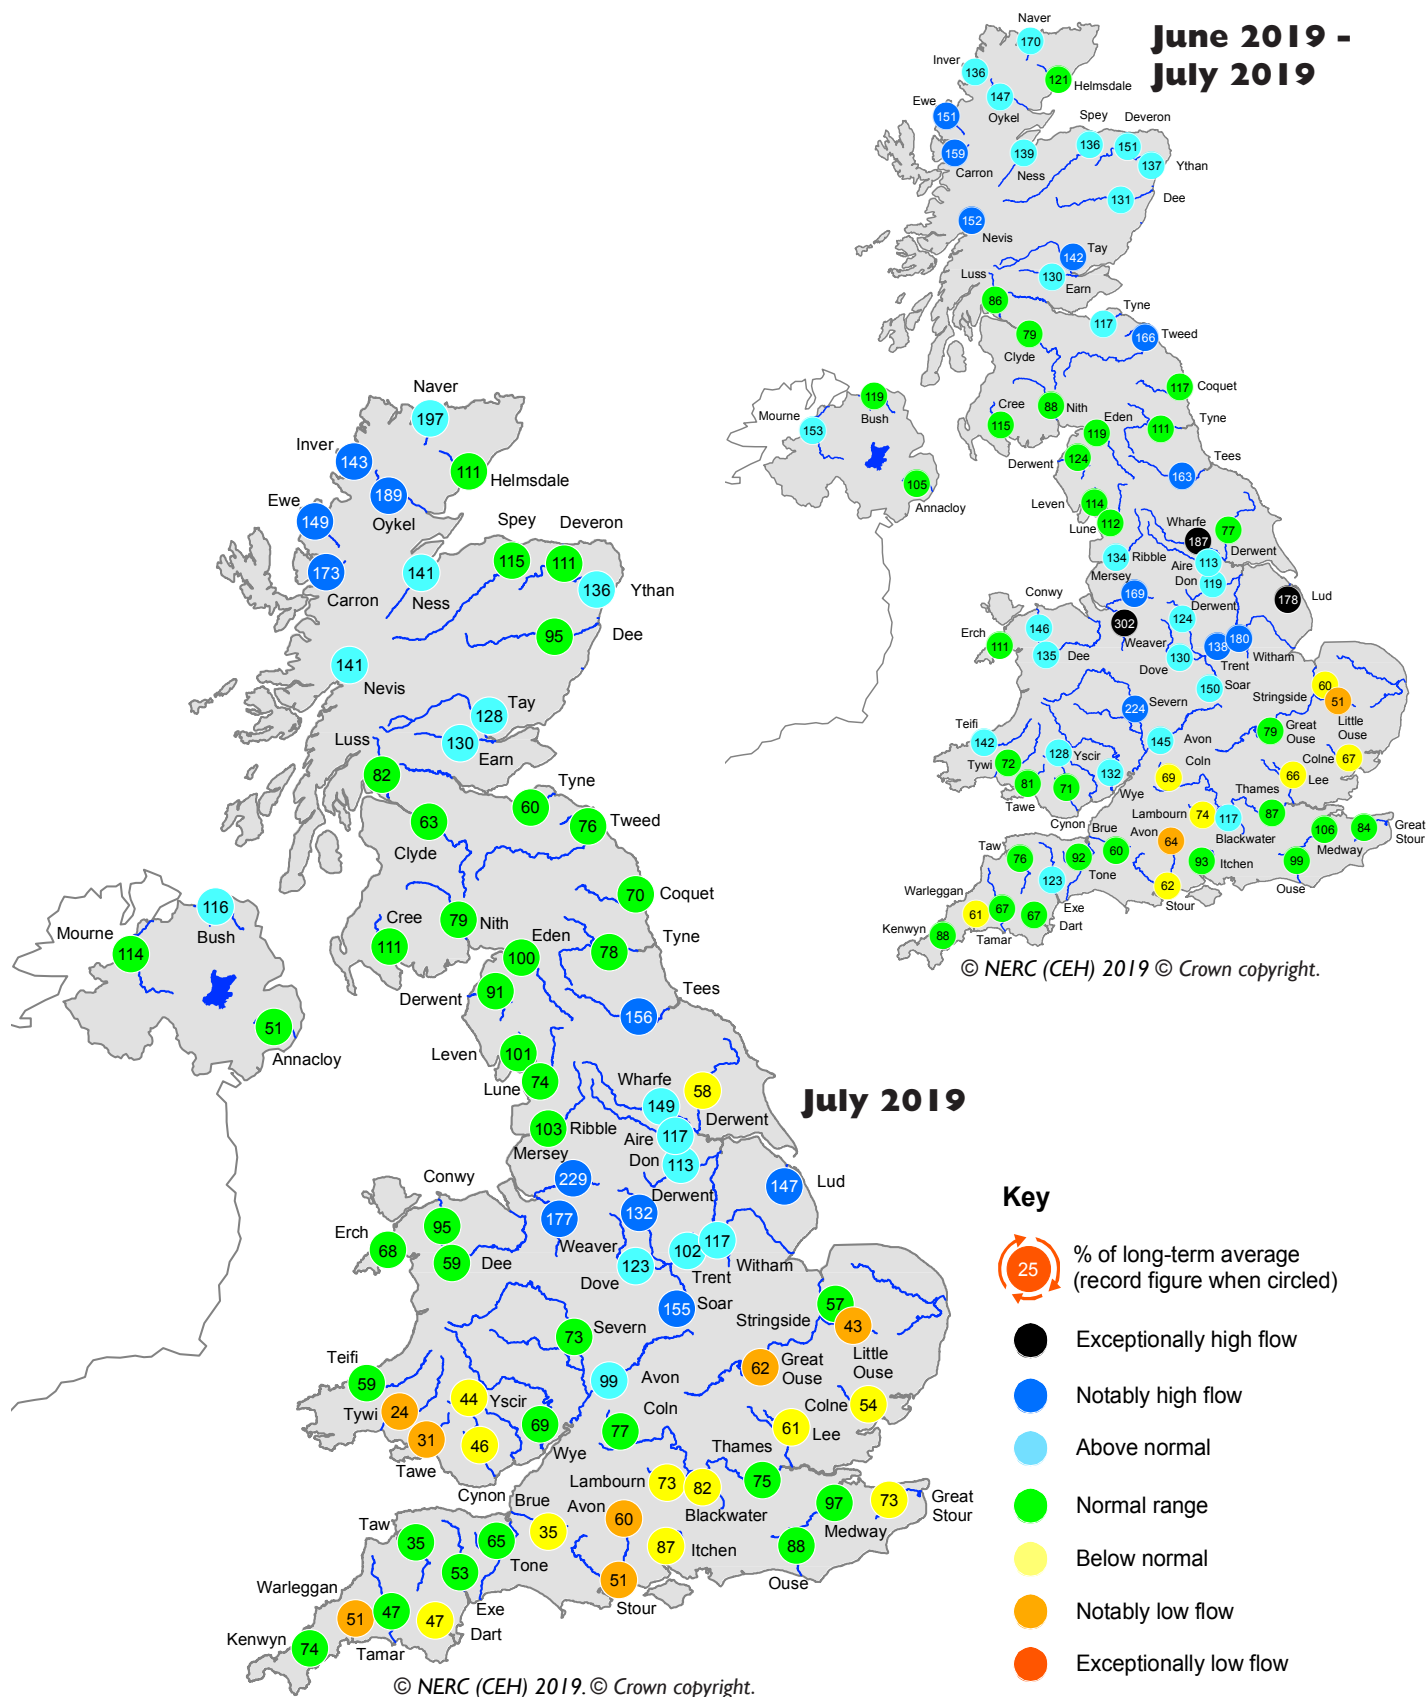 June 2019 -
July 2019
Naver
170
Inver
136
121
Helmsdale
147
Oykel
Ewe
151
Spey
Deveron
136
151
159
139
137
Ythan
Carron
Ness
131
Dee
152
Nevis
Tay
142
Luss
130
Earn
86
Tyne
117
Tweed
79
166
Clyde
117
Coquet
119
Bush
Mourne
153
Cree
88
Nith
Eden
Tyne
115
119
111
Derwent
124
Tees
163
105
Annacloy
Leven
114
Lune
112
Wharfe
77
187
Derwent
134
Ribble
Aire
113
Mersey
Don
119
Conwy
169
178
Lud
Derwent
146
302
124
Erch
111
Weaver
180
138
135
Dee
Dove
130
Trent
Witham
150
Soar
Stringside
60
51
224
Severn
Little
Ouse
Teifi
142
145
Avon
79
Great
Ouse
Tywi
72
128
Yscir
Coln
Colne
67
81
132
69
66
Lee
Tawe
71
Wye
Thames
Cynon
Lambourn
74
117
87
Blackwater
106
84
Great
Stour
Brue
Avon
64
Medway
Taw
76
92
60
93
Itchen
99
Tone
Ouse
123
62
Warleggan
Exe
Stour
61
67
67
Dart
Kenwyn
88
Tamar
© NERC (CEH) 2019 © Crown copyright.
Naver
197
Inver
143
111
Helmsdale
189
Oykel
Ewe
149
Spey
Deveron
115
111
173
141
136
Ythan
Carron
Ness
95
Dee
141
Nevis
Tay
128
Luss
130
Earn
82
Tyne
60
Tweed
63
76
Clyde
70
Coquet
116
Bush
Mourne
114
Cree
79
Nith
Eden
Tyne
111
100
78
Derwent
91
Tees
156
51
Annacloy
Leven
101
Lune
74
Wharfe
58
149
Derwent
July 2019
103
Ribble
Aire
117
Mersey
Don
113
Conwy
229
147
Lud
Derwent
95
177
132
Erch
68
Weaver
117
102
59
Dee
Dove
123
Trent
Witham
155
Soar
Stringside
57
43
73
Severn
Little
Ouse
Teifi
59
99
Avon
62
Great
Ouse
Tywi
24
44
Yscir
Coln
Colne
54
31
69
77
61
Lee
Tawe
46
Wye
Thames
Cynon
Lambourn
73
82
75
Blackwater
97
73
Great
Stour
Brue
Avon
60
Medway
Taw
35
65
35
87
Itchen
88
Tone
Ouse
53
51
Warleggan
Exe
Stour
51
47
47
Dart
Kenwyn
74
Tamar
© NERC (CEH) 2019. © Crown copyright.
Key
25
% of long-term average
(record figure when circled)
Exceptionally high flow
Notably high flow
Above normal
Normal range
Below normal
Notably low flow
Exceptionally low flow